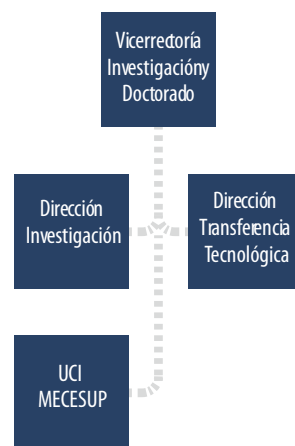 Vicerrectoría
Investigacióny
Doctorado
Dirección
Investigación
Dirección
Transferencia
Tecnológica
UCI
MECESUP